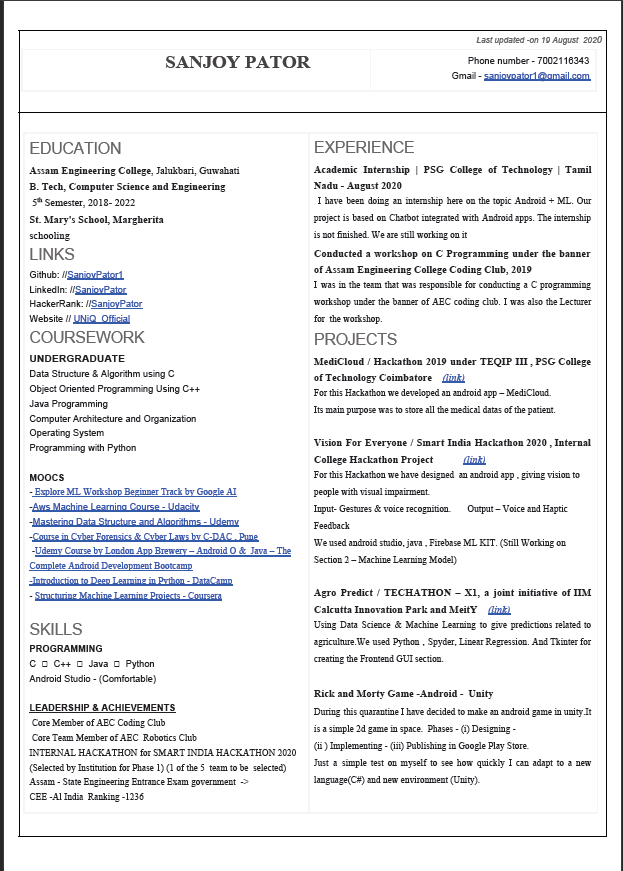 Last updated -on 19 August 2020
SANJOY PATOR
Phone number - 7002116343
Gmail - sanjoypator1@gmail.com
EDUCATION
Assam Engineering College, Jalukbari, Guwahati
B. Tech, Computer Science and Engineering
5th Semester, 2018- 2022
St. Mary's School, Margherita
schooling
LINKS
Github: //SanjoyPator1
LinkedIn: //SanjoyPator
HackerRank: //SanjoyPator
Website // UNiQ_Official
COURSEWORK
UNDERGRADUATE
Data Structure & Algorithm using C
Object Oriented Programming Using C++
Java Programming
Computer Architecture and Organization
Operating System
Programming with Python
MOOCS
- Explore ML Workshop Beginner Track by Google AI
-Aws Machine Learning Course - Udacity
-Mastering Data Structure and Algorithms - Udemy
-Course in Cyber Forensics & Cyber Laws by C-DAC , Pune
-Udemy Course by London App Brewery – Android O & Java – The
Complete Android Development Bootcamp
-Introduction to Deep Learning in Python - DataCamp
- Structuring Machine Learning Projects - Coursera
SKILLS
PROGRAMMING
C □ C++ □ Java □ Python
Android Studio - (Comfortable)
LEADERSHIP & ACHIEVEMENTS
Core Member of AEC Coding Club
Core Team Member of AEC Robotics Club
INTERNAL HACKATHON for SMART INDIA HACKATHON 2020
(Selected by Institution for Phase 1) (1 of the 5 team to be selected)
Assam - State Engineering Entrance Exam government ->
CEE -Al India Ranking -1236
EXPERIENCE
Academic Internship | PSG College of Technology | Tamil
Nadu - August 2020
I have been doing an internship here on the topic Android + ML. Our
project is based on Chatbot integrated with Android apps. The internship
is not finished. We are still working on it
Conducted a workshop on C Programming under the banner
of Assam Engineering College Coding Club, 2019
I was in the team that was responsible for conducting a C programming
workshop under the banner of AEC coding club. I was also the Lecturer
for the workshop.
PROJECTS
MediCloud / Hackathon 2019 under TEQIP III , PSG College
of Technology Coimbatore (link)
For this Hackathon we developed an android app – MediCloud.
Its main purpose was to store all the medical datas of the patient.
Vision For Everyone / Smart India Hackathon 2020 , Internal
College Hackathon Project (link)
For this Hackathon we have designed an android app , giving vision to
people with visual impairment.
Input- Gestures & voice recognition. Output – Voice and Haptic
Feedback
We used android studio, java , Firebase ML KIT. (Still Working on
Section 2 – Machine Learning Model)
Agro Predict / TECHATHON – X1, a joint initiative of IIM
Calcutta Innovation Park and MeitY (link)
Using Data Science & Machine Learning to give predictions related to
agriculture.We used Python , Spyder, Linear Regression. And Tkinter for
creating the Frontend GUI section.
Rick and Morty Game -Android - Unity
During this quarantine I have decided to make an android game in unity.It
is a simple 2d game in space. Phases - (i) Designing -
(ii ) Implementing - (iii) Publishing in Google Play Store.
Just a simple test on myself to see how quickly I can adapt to a new
language(C#) and new environment (Unity).